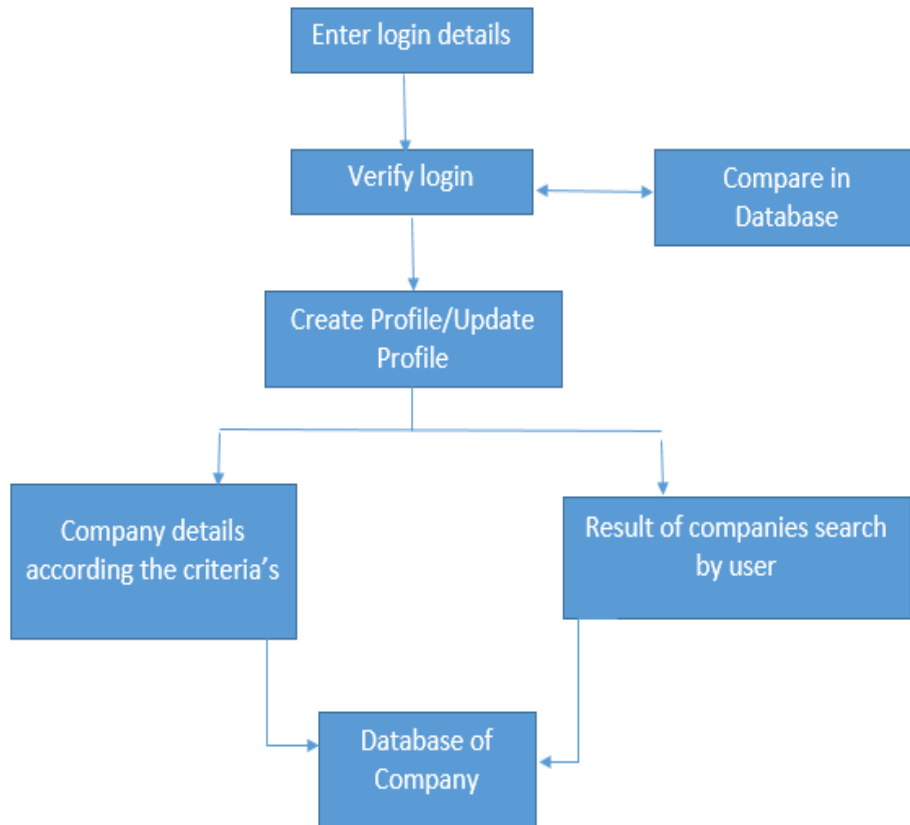 Enter login details
Verify login
Compare in
Database
Create Profile/Update
Profile
Company details
according the criteria's
Result of companies search
by user
Database of
Company